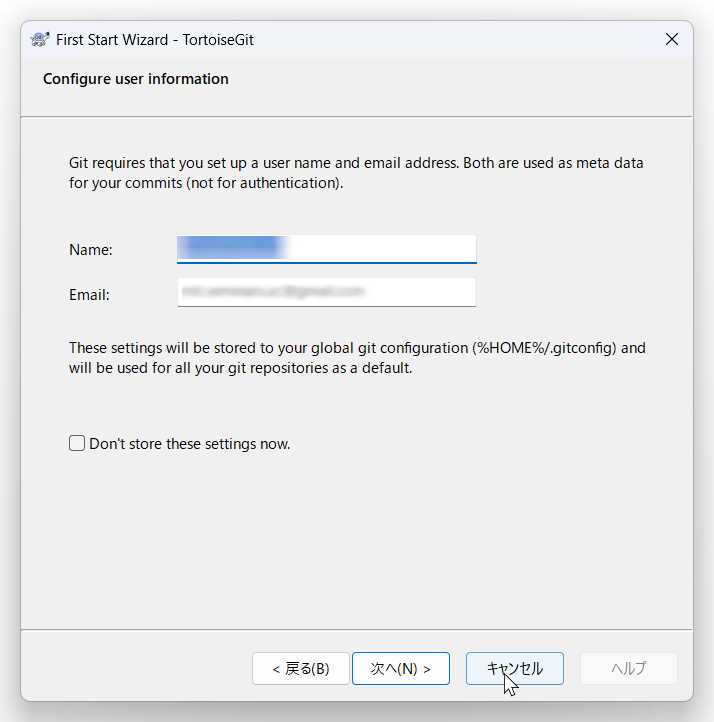 First Start Wizard - TortoiseGit
Configure user information
Git requires that you set up a user name and email address. Both are used as meta data
for your commits (not for authentication).
Name:
Email:
These settings will be stored to your global git configuration (%HOME%/.gitconfig) and
will be used for all your git repositories as a default.
Don't store these settings now.
< 戻る(B) 次へ(N) > キャンセル ヘルプ